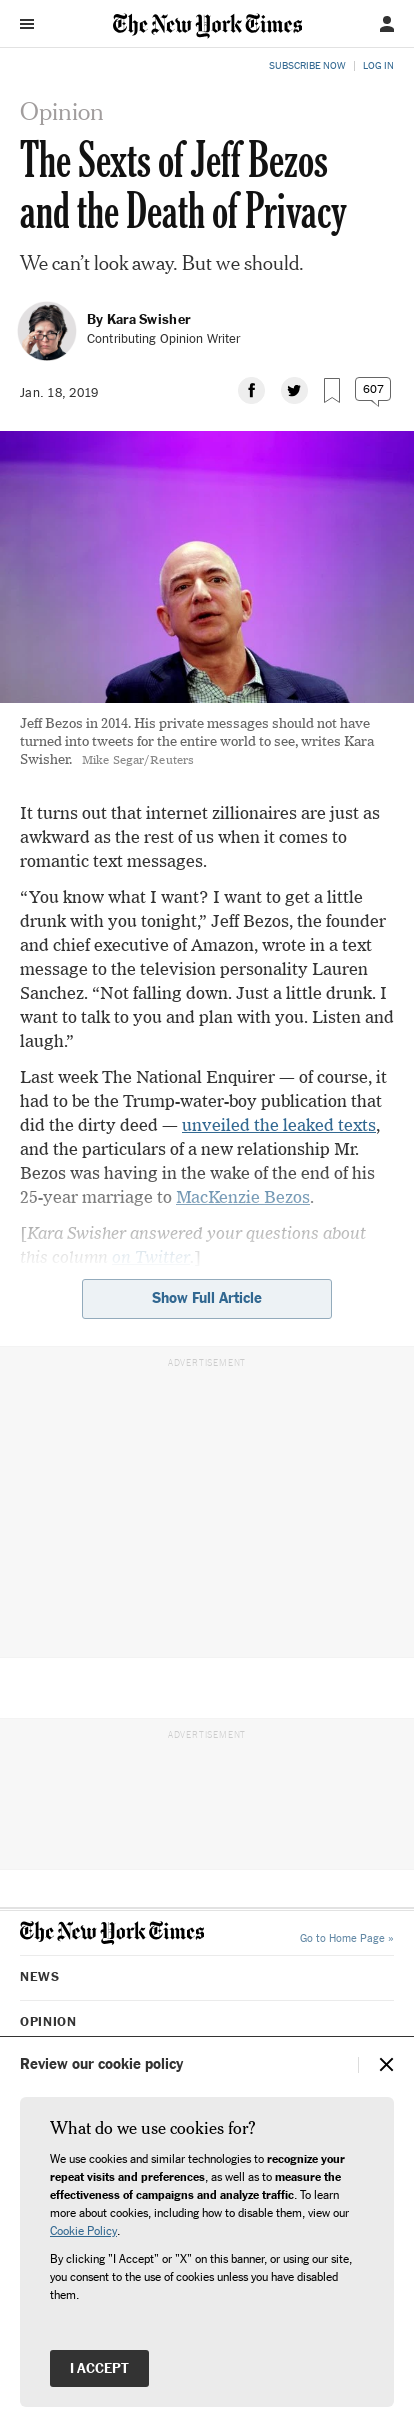 The New York Times
SUBSCRIBE NOW | LOG IN
Opinion
The Sexts of Jeff Bezos
and the Death of Privacy
We can’t look away. But we should.
By Kara Swisher
Contributing Opinion Writer
Jan. 18, 2019
607
Jeff Bezos in 2014. His private messages should not have
turned into tweets for the entire world to see, writes Kara
Swisher. Mike Segar/Reuters
It turns out that internet zillionaires are just as
awkward as the rest of us when it comes to
romantic text messages.
“You know what I want? I want to get a little
drunk with you tonight,” Jeff Bezos, the founder
and chief executive of Amazon, wrote in a text
message to the television personality Lauren
Sanchez. “Not falling down. Just a little drunk. I
want to talk to you and plan with you. Listen and
laugh.”
Last week The National Enquirer — of course, it
had to be the Trump-water-boy publication that
did the dirty deed — unveiled the leaked texts,
and the particulars of a new relationship Mr.
Bezos was having in the wake of the end of his
25-year marriage to MacKenzie Bezos.
[Kara Swisher answered your questions about
this column on Twitter.]
Show Full Article
ADVERTISEMENT
ADVERTISEMENT
The New York Times
Go to Home Page »
NEWS
OPINION
Review our cookie policy
What do we use cookies for?
We use cookies and similar technologies to recognize your
repeat visits and preferences, as well as to measure the
effectiveness of campaigns and analyze traffic. To learn
more about cookies, including how to disable them, view our
Cookie Policy.
By clicking "I Accept" or "X" on this banner, or using our site,
you consent to the use of cookies unless you have disabled
them.
I ACCEPT